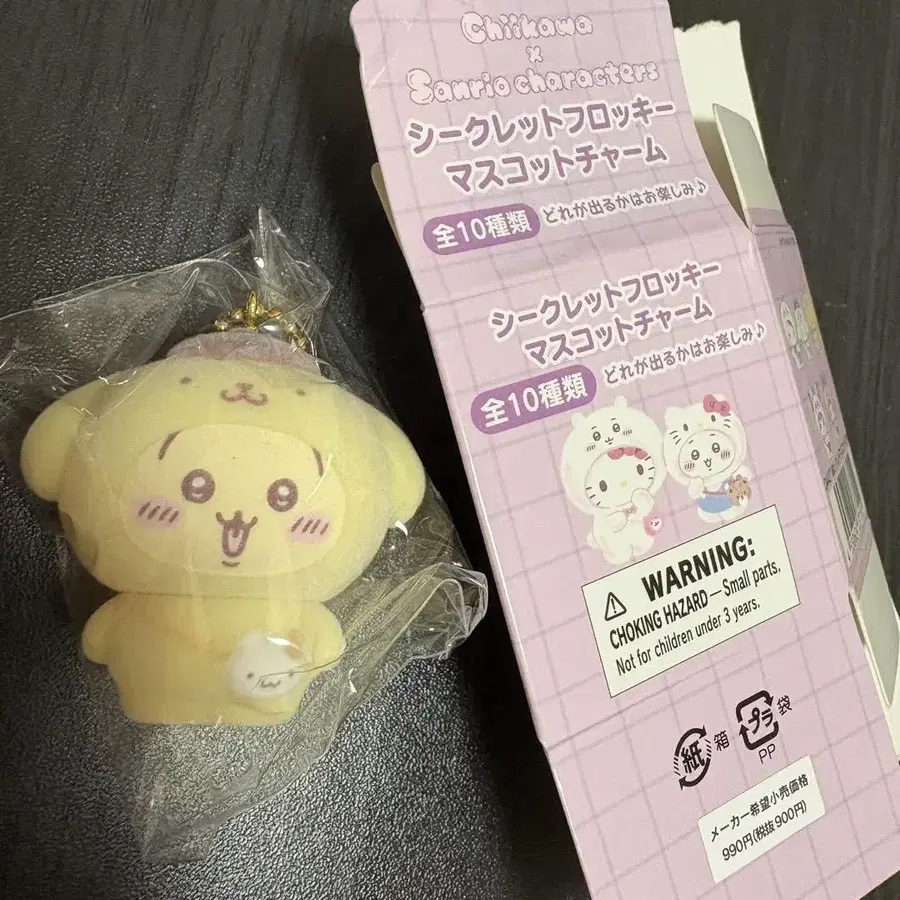 Chiikawa
×
Sanrio characters
シークレットフロッキー
マスコットチャーム
全10種類 どれが出るかはお楽しみ♪
シークレットフロッキー
マスコットチャーム
全10種類 どれが出るかはお楽しみ♪
WARNING:
CHOKING HAZARD—Small parts.
Not for children under 3 years.
紙 箱 プラ 袋
PP
メーカー希望小売価格
990円(税抜900円)